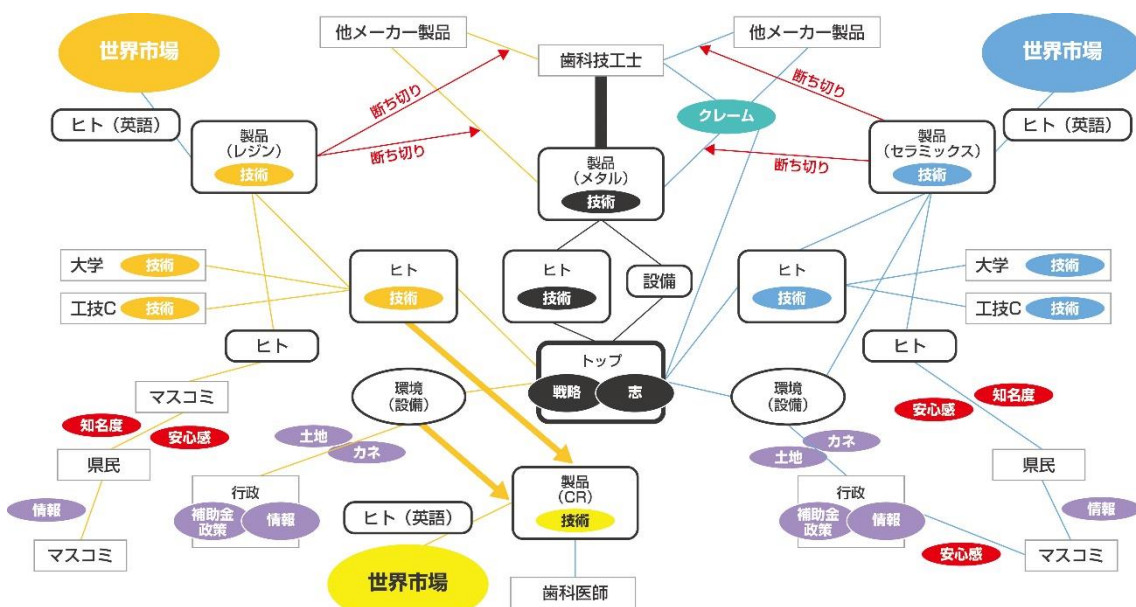 世界市場
他メーカー製品
歯科技工士
他メーカー製品
世界市場
ヒト（英語）
断ち切り
断ち切り
クレーム
断ち切り
断ち切り
ヒト（英語）
製品
（レジン）
技術
製品
（メタル）
技術
製品
（セラミックス）
技術
大学
技術
工技C
技術
ヒト
技術
ヒト
技術
設備
ヒト
技術
大学
技術
工技C
技術
ヒト
トップ
戦略
志
ヒト
マスコミ
環境
（設備）
環境
（設備）
知名度
安心感
知名度
安心感
土地
カネ
カネ
土地
県民
県民
情報
行政
補助金
政策
情報
製品
（CR）
技術
行政
補助金
政策
情報
情報
マスコミ
ヒト（英語）
安心感
マスコミ
世界市場
歯科医師